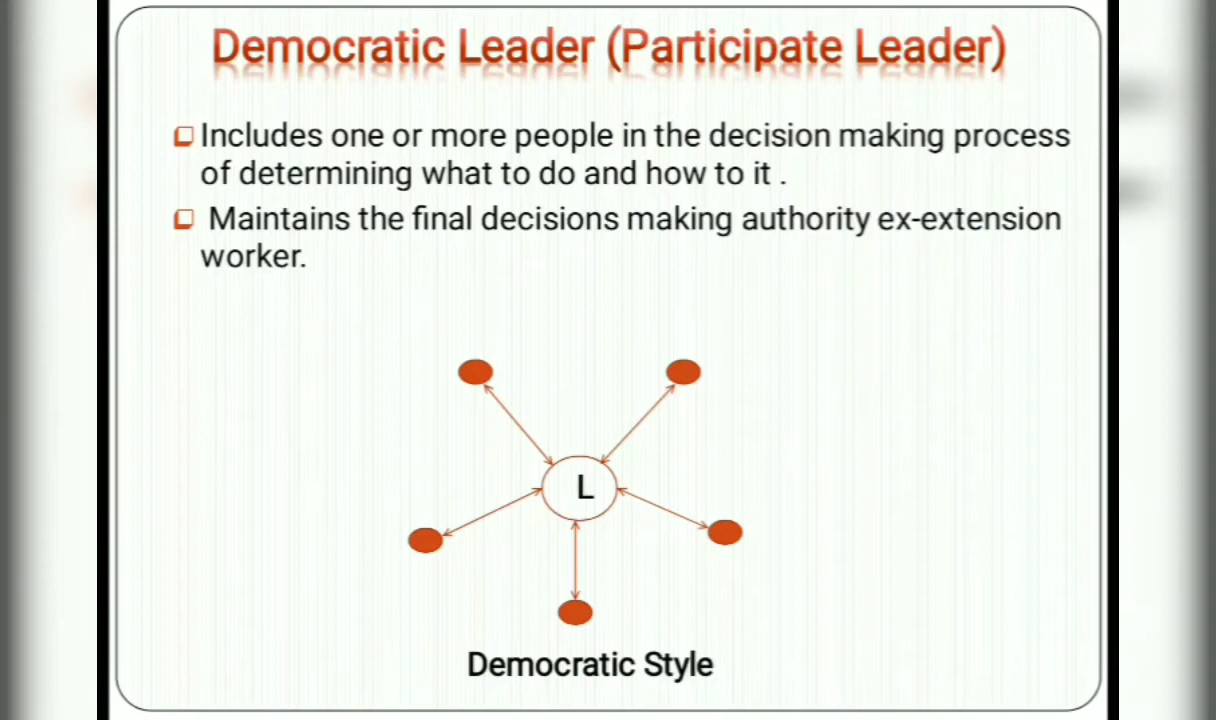 Democratic Leader (Participate Leader)
Includes one or more people in the decision making process
of determining what to do and how to it .
Maintains the final decisions making authority ex-extension
worker.
L
Democratic Style